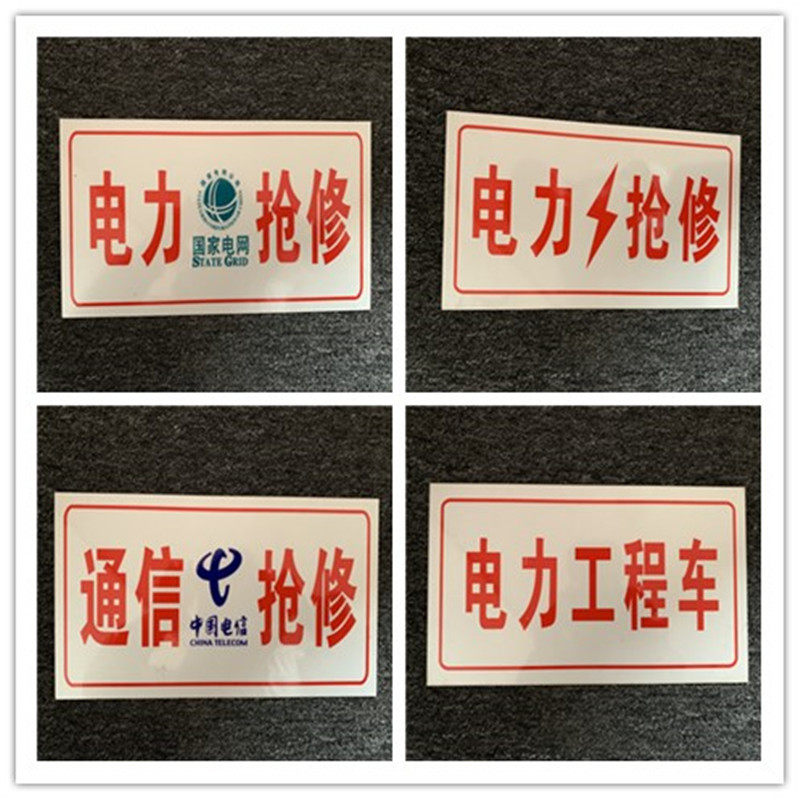 电力 抢修
国家电网
STATE GRID
电力 抢修
通信 抢修
中国电信
CHINA TELECOM
电力工程车